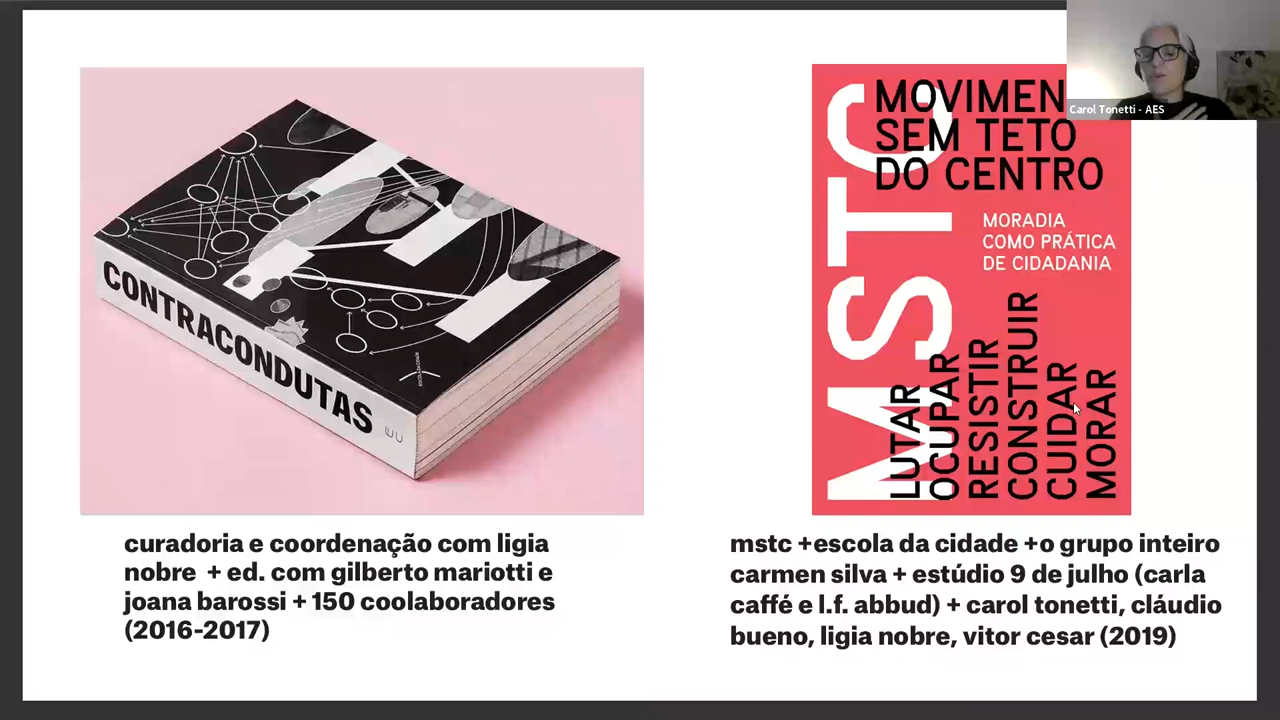 CONTRACONDUTAS
curadoria e coordenação com ligia
nobre + ed. com gilberto mariotti e
joana barossi + 150 coolaboradores
(2016-2017)
MSTC
MOVIMEN
SEM TETO
DO CENTRO
MORADIA
COMO PRÁTICA
DE CIDADANIA
LUTAR
OCUPAR
RESISTIR
CONSTRUIR
CUIDAR
MORAR
mstc +escola da cidade +o grupo inteiro
carmen silva + estúdio 9 de julho (carla
caffé e l.f. abbud) + carol tonetti, cláudio
bueno, ligia nobre, vitor cesar (2019)
Carol Tonetti - AES